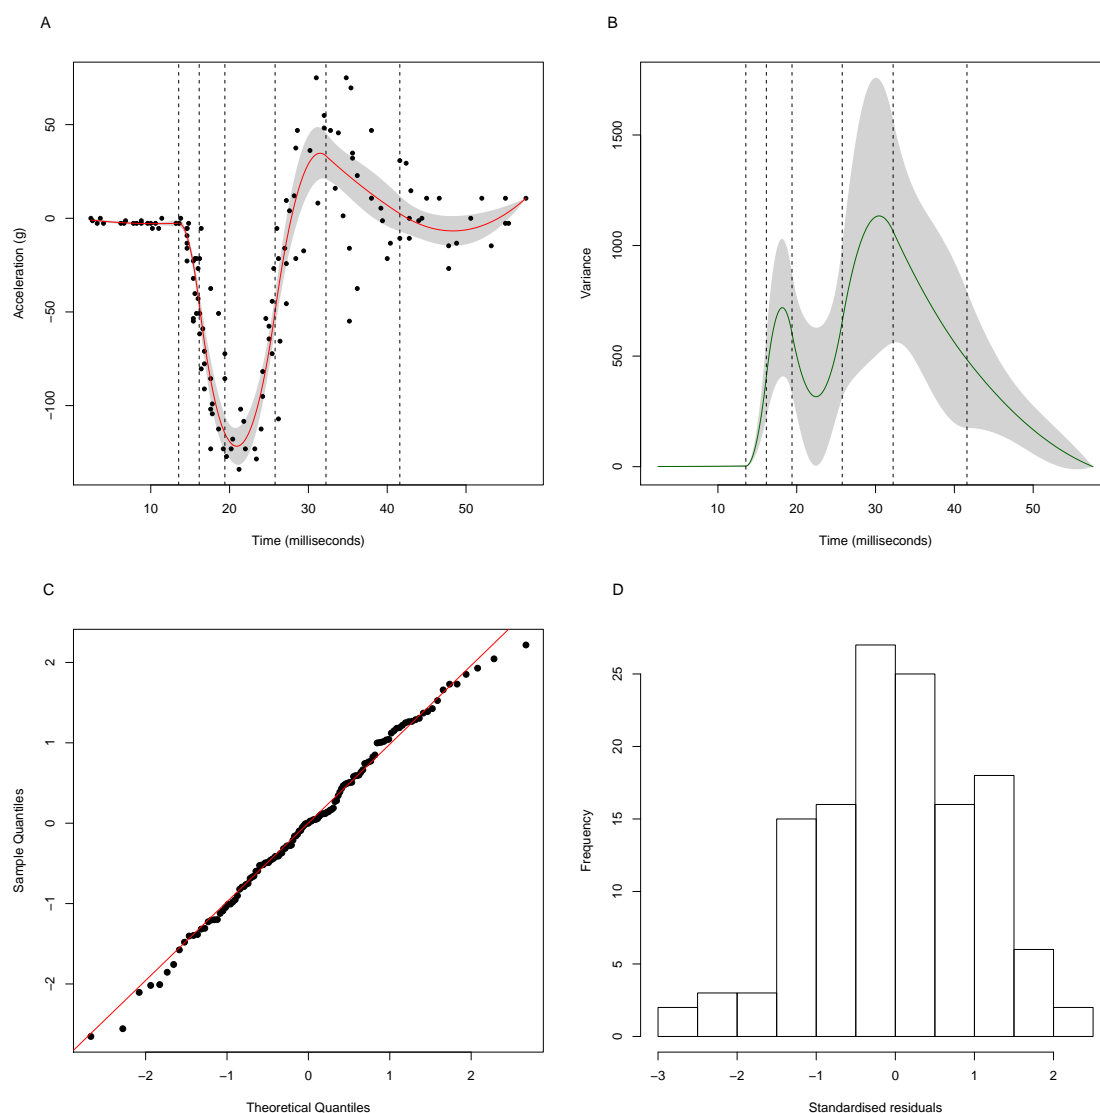 A
50
0
−50
−100
Acceleration (g)
10 20 30 40 50
Time (milliseconds)
B
1500
1000
500
0
Variance
10 20 30 40 50
Time (milliseconds)
C
2
1
0
−1
−2
Sample Quantiles
−2 −1 0 1 2
Theoretical Quantiles
D
25
20
15
10
5
0
Frequency
−3 −2 −1 0 1 2
Standardised residuals